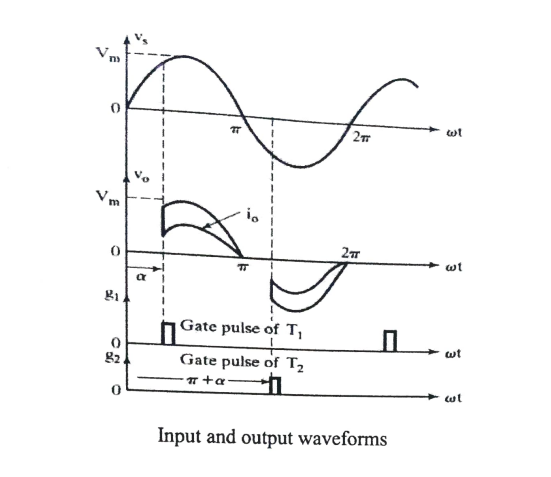 vs
Vm
0
π
2π
ωt
vo
Vm
io
0
π
2π
ωt
α
g1
Gate pulse of T1
0
ωt
g2
Gate pulse of T2
π + α
0
ωt
Input and output waveforms